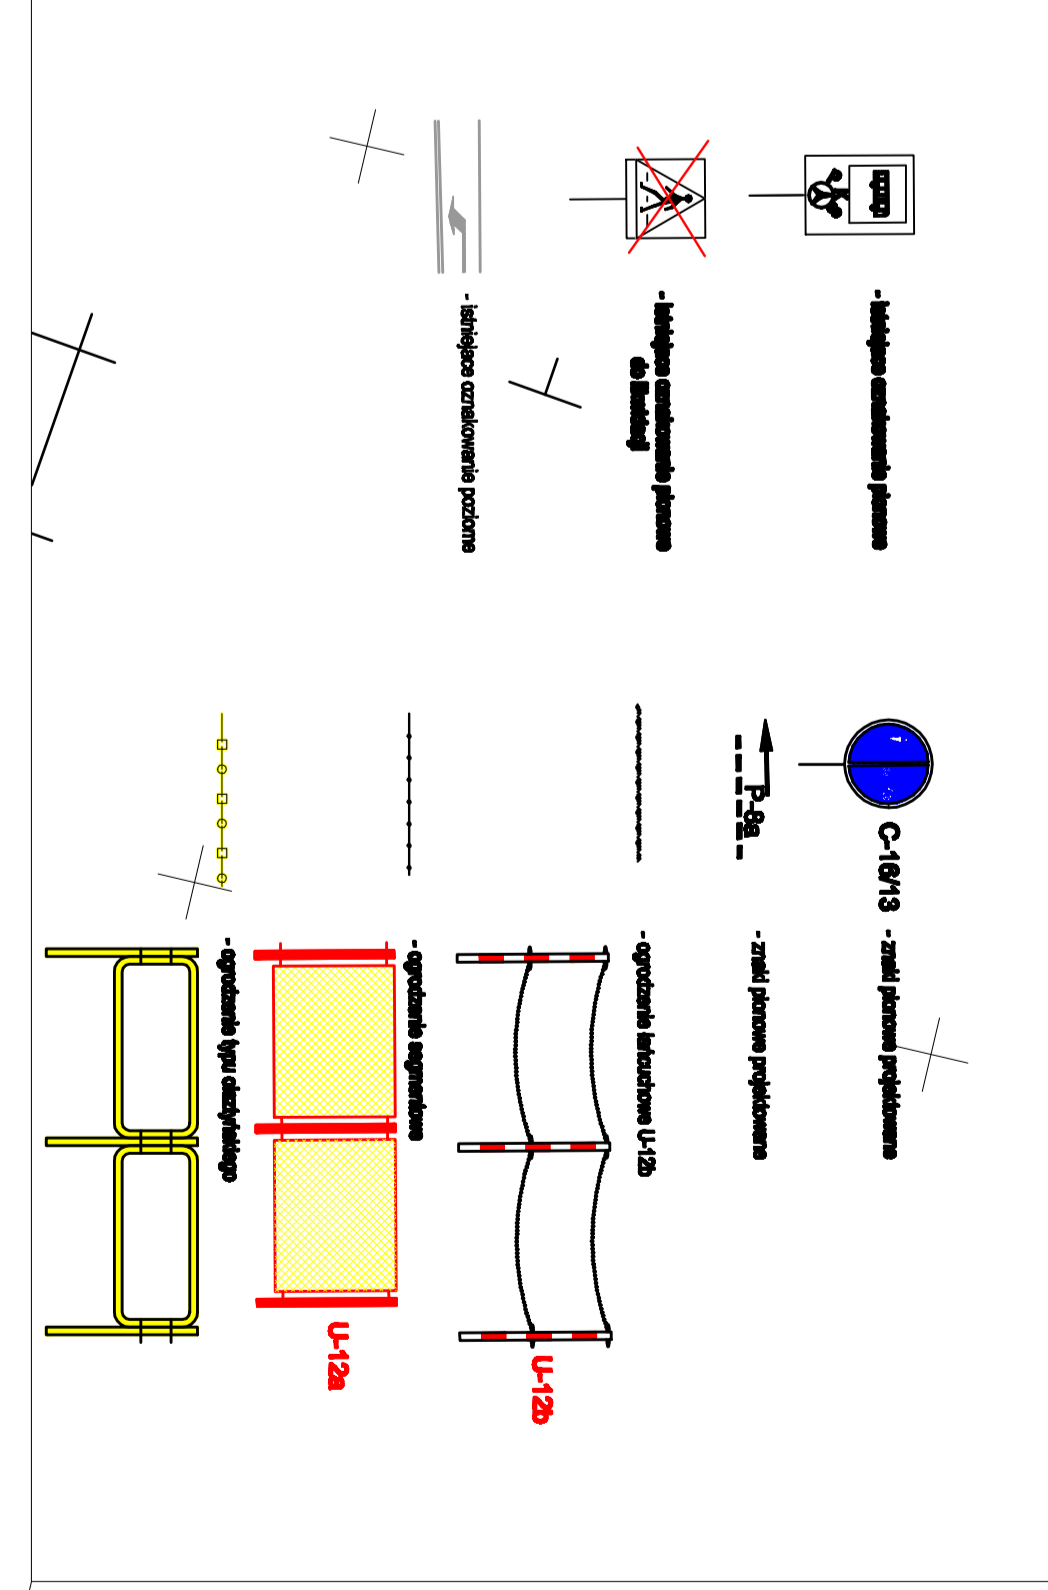 - istniejące oznakowanie pionowe
- istniejące oznakowanie pionowe
do likwidacji
- istniejące oznakowanie poziome
C-16/13 - znaki pionowe projektowane
P-8a
- znaki pionowe projektowane
- ogrodzenie łańcuchowe U-12b
U-12b
- ogrodzenie segmentowe
U-12a
- ogrodzenie typu olsztyńskiego